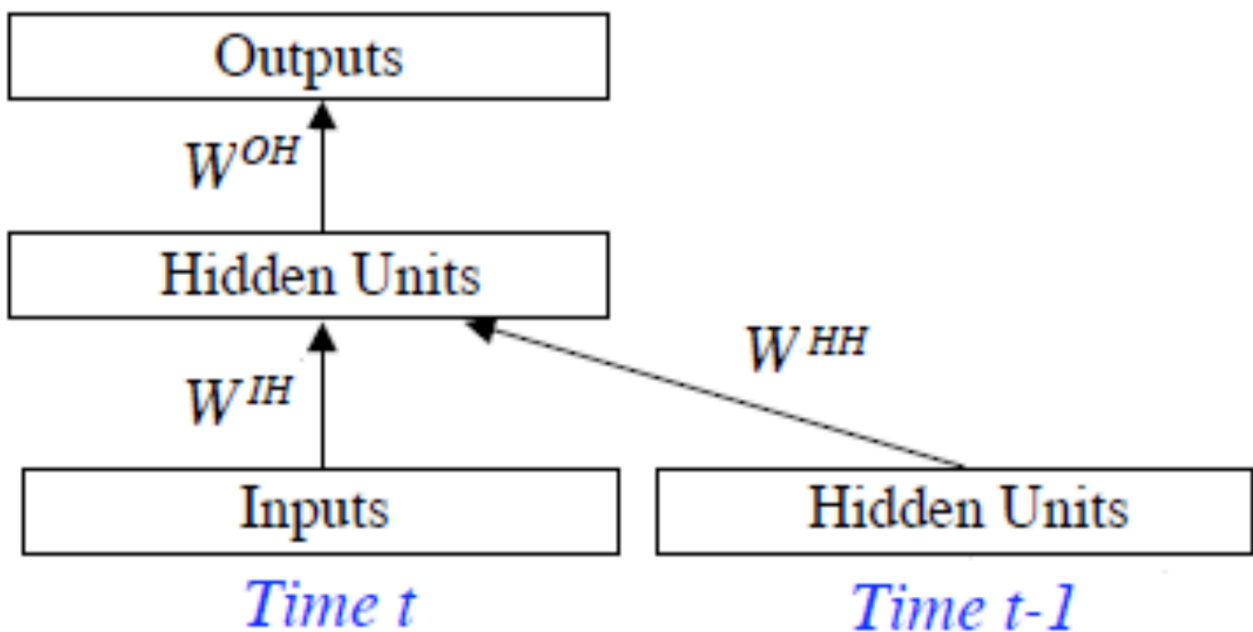 Outputs
W^OH
Hidden Units
W^HH
W^IH
Inputs
Hidden Units
Time t
Time t-1